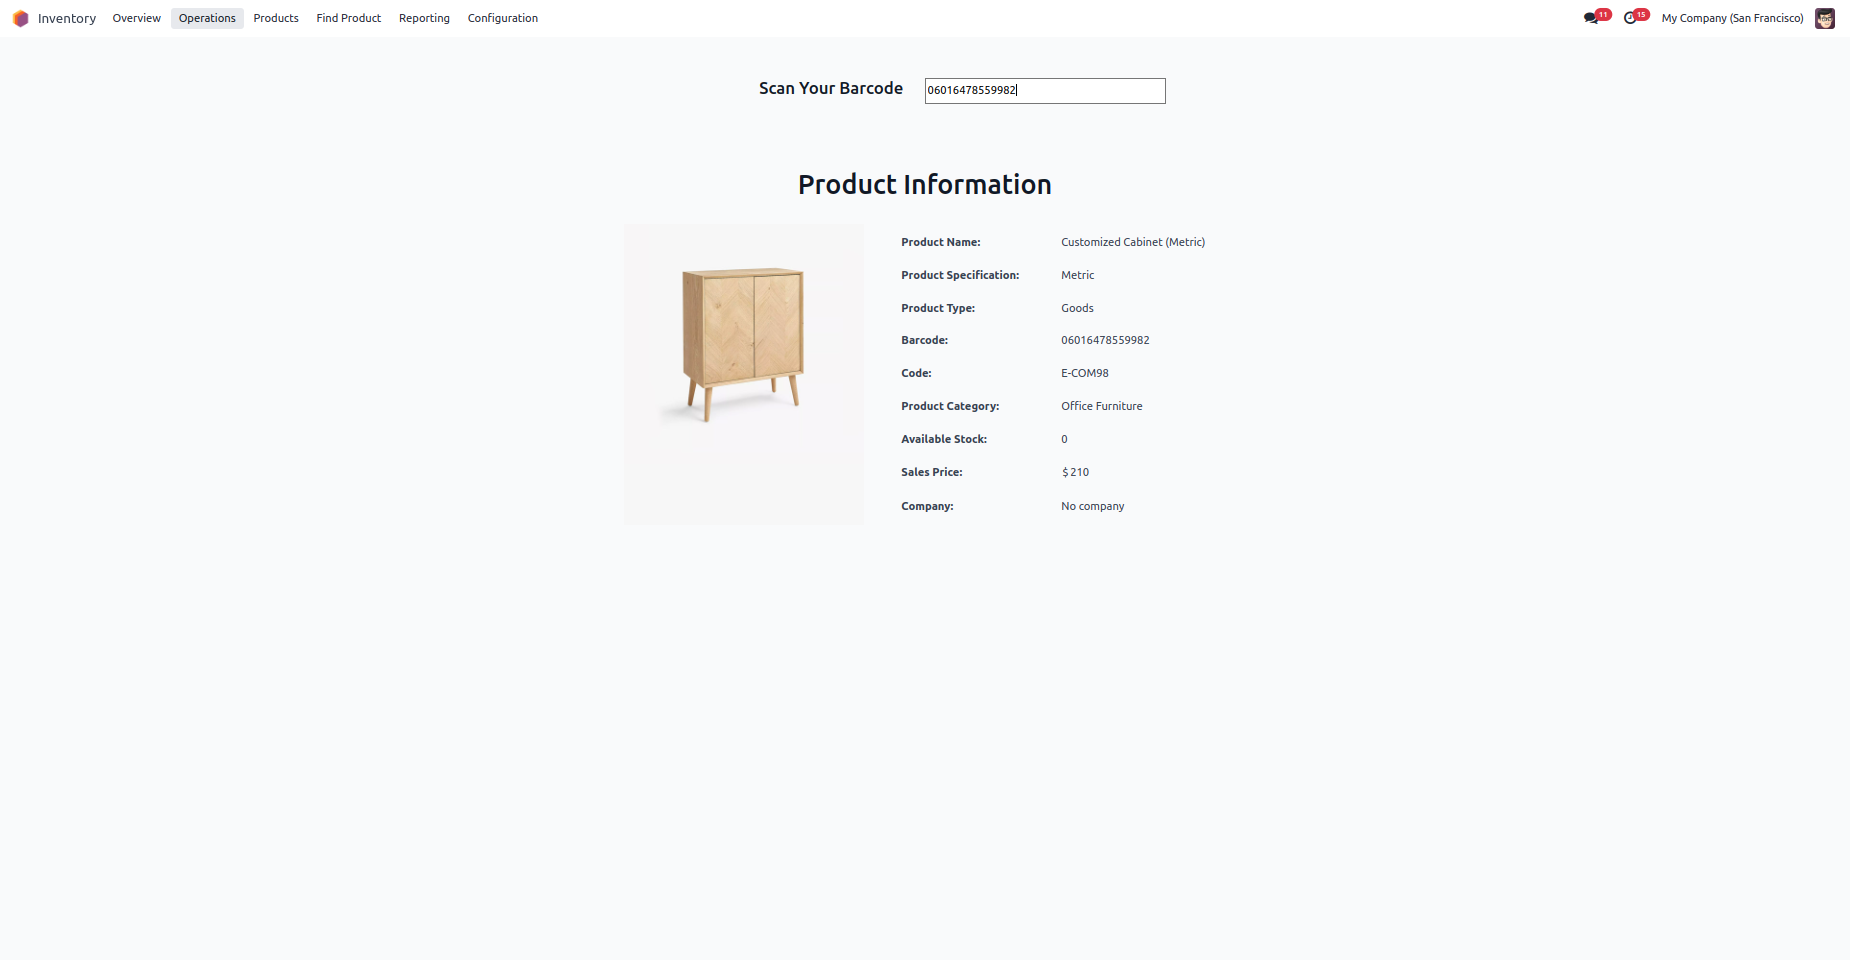 Inventory Overview Operations Products Find Product Reporting Configuration 11 15 My Company (San Francisco)
Scan Your Barcode 06016478559982
Product Information
Product Name: Customized Cabinet (Metric)
Product Specification: Metric
Product Type: Goods
Barcode: 06016478559982
Code: E-COM98
Product Category: Office Furniture
Available Stock: 0
Sales Price: $ 210
Company: No company